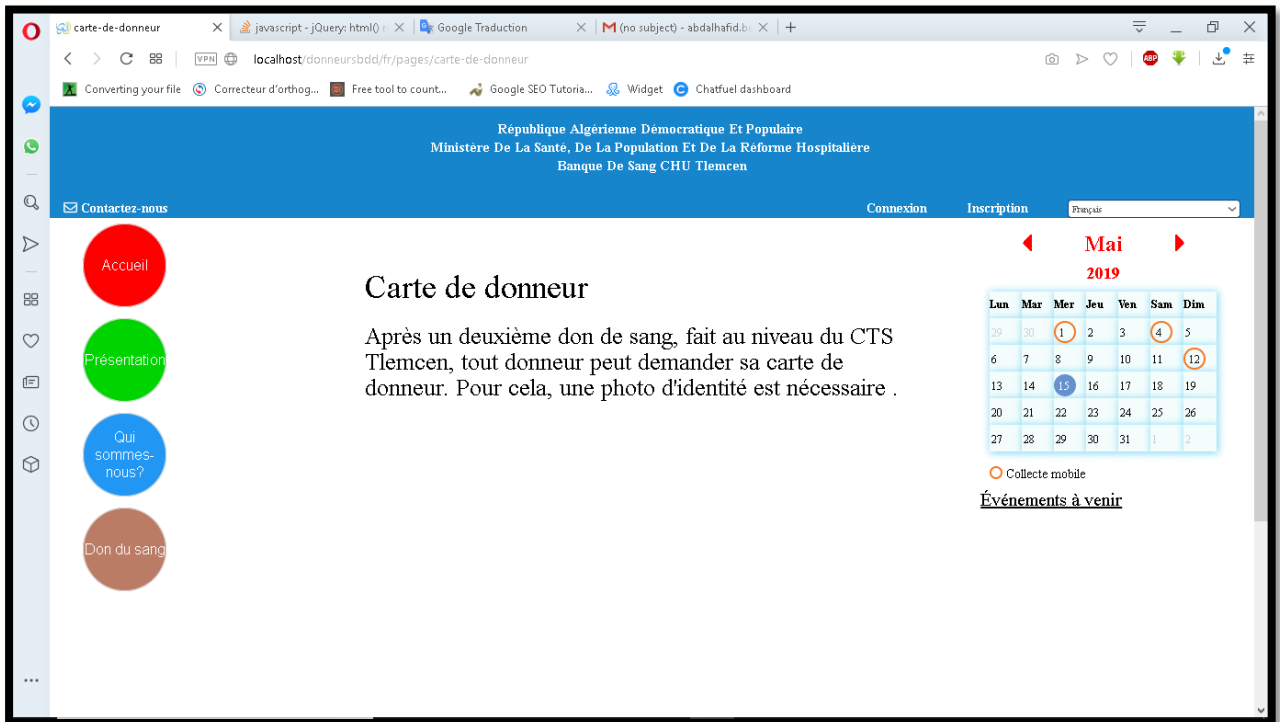 carte-de-donneur
javascript - jQuery: html()
Google Traduction
(no subject) - abdalhafid.b
VPN
localhost/donneursbdd/fr/pages/carte-de-donneur
ABP
Converting your file
Correcteur d'orthog...
Free tool to count...
Google SEO Tutoria...
Widget
Chatfuel dashboard
République Algérienne Démocratique Et Populaire
Ministère De La Santé, De La Population Et De La Réforme Hospitalière
Banque De Sang CHU Tlemcen
Contactez-nous
Connexion
Inscription
Français
Accueil
Présentation
Qui
sommes-
nous?
Don du sang
Carte de donneur
Après un deuxième don de sang, fait au niveau du CTS
Tlemcen, tout donneur peut demander sa carte de
donneur. Pour cela, une photo d'identité est nécessaire .
Mai
2019
Lun Mar Mer Jeu Ven Sam Dim
29 30 1 2 3 4 5
6 7 8 9 10 11 12
13 14 15 16 17 18 19
20 21 22 23 24 25 26
27 28 29 30 31 1 2
Collecte mobile
Événements à venir